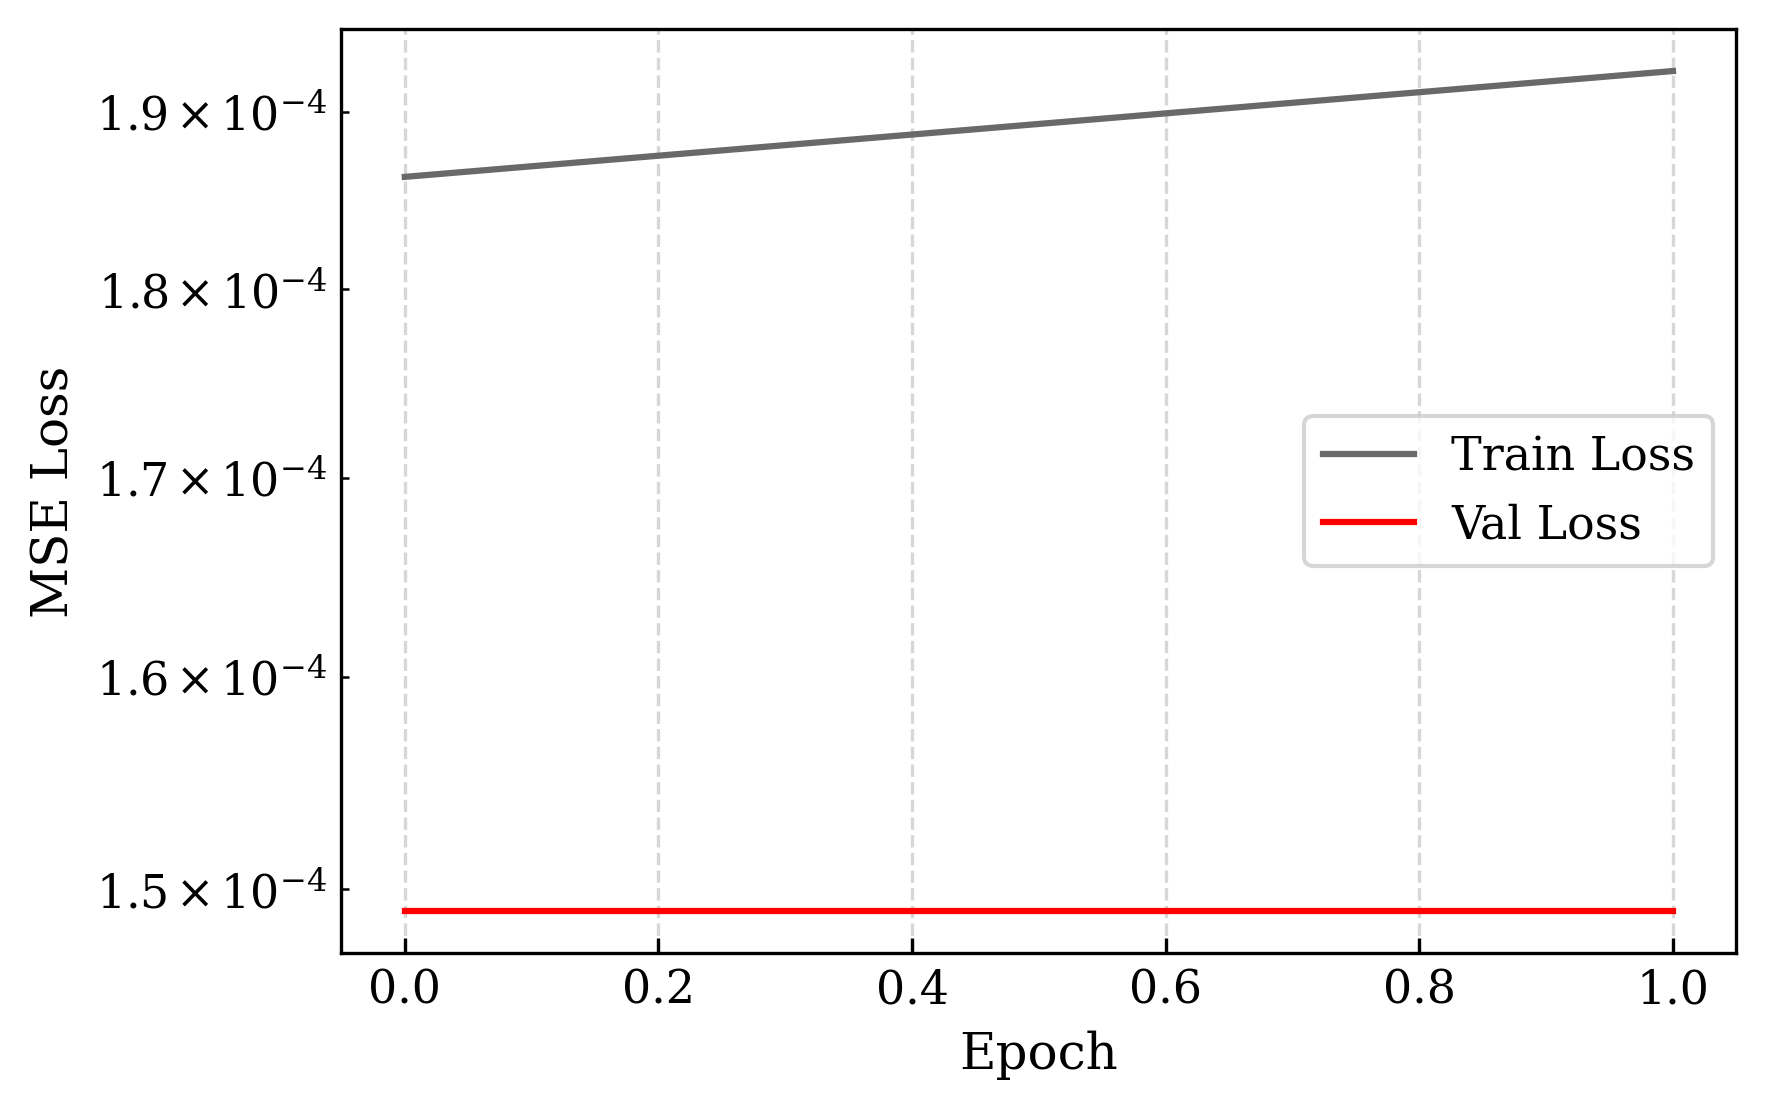 1.9 × 10⁻⁴
1.8 × 10⁻⁴
1.7 × 10⁻⁴
1.6 × 10⁻⁴
1.5 × 10⁻⁴
MSE Loss
Train Loss
Val Loss
0.0 0.2 0.4 0.6 0.8 1.0
Epoch